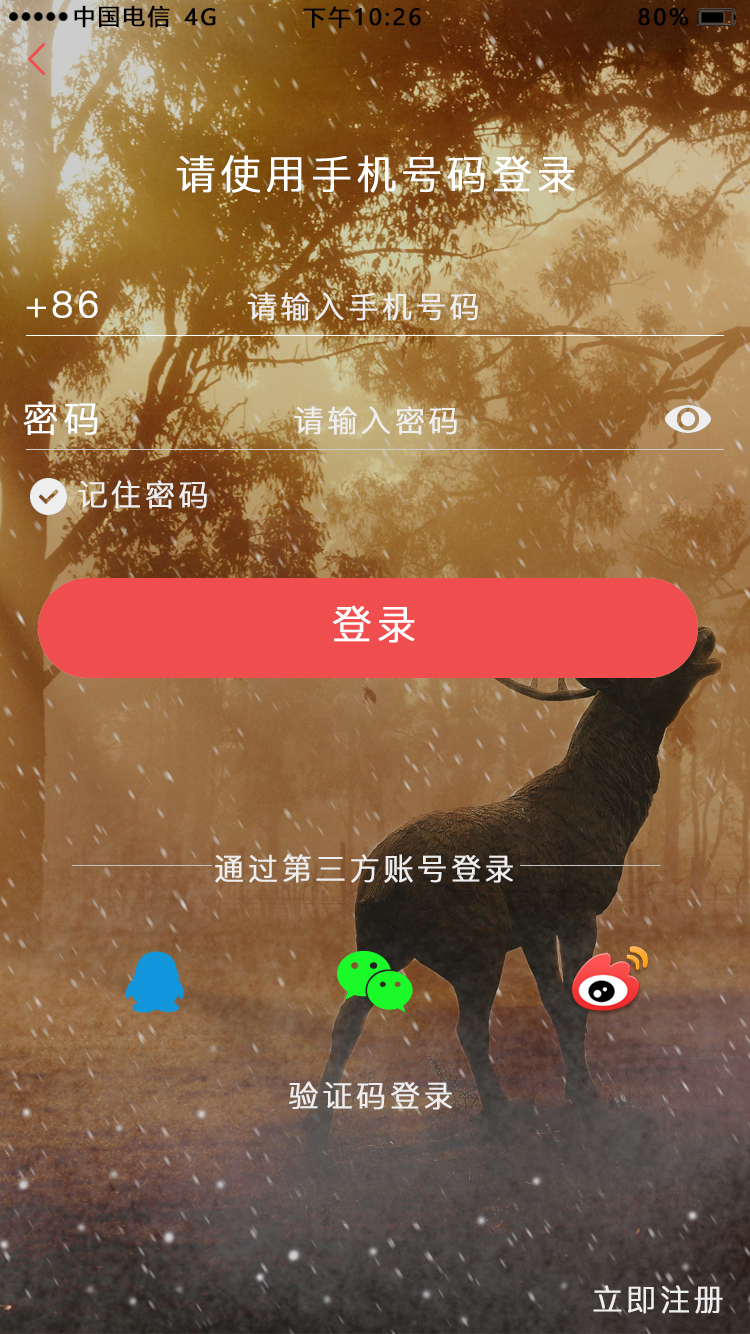 中国电信 4G 下午10:26 80%
请使用手机号码登录
+86 请输入手机号码
密码 请输入密码
记住密码
登录
通过第三方账号登录
验证码登录
立即注册